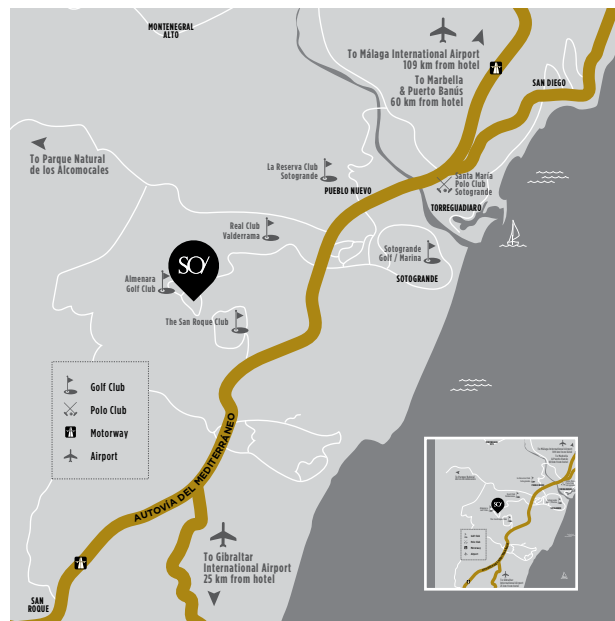 MONTENEGRAL
ALTO
To Málaga International Airport
109 km from hotel
To Marbella
& Puerto Banús
60 km from hotel
SAN DIEGO
To Parque Natural
de los Alcomocales
La Reserva Club
Sotogrande
PUEBLO NUEVO
Santa María
Polo Club
Sotogrande
TORREGUADIARO
Real Club
Valderrama
Sotogrande
Golf / Marina
SOTOGRANDE
SO/
Almenara
Golf Club
The San Roque Club
Golf Club
Polo Club
Motorway
Airport
AUTOVÍA DEL MEDITERRÁNEO
To Gibraltar
International Airport
25 km from hotel
SAN
ROQUE